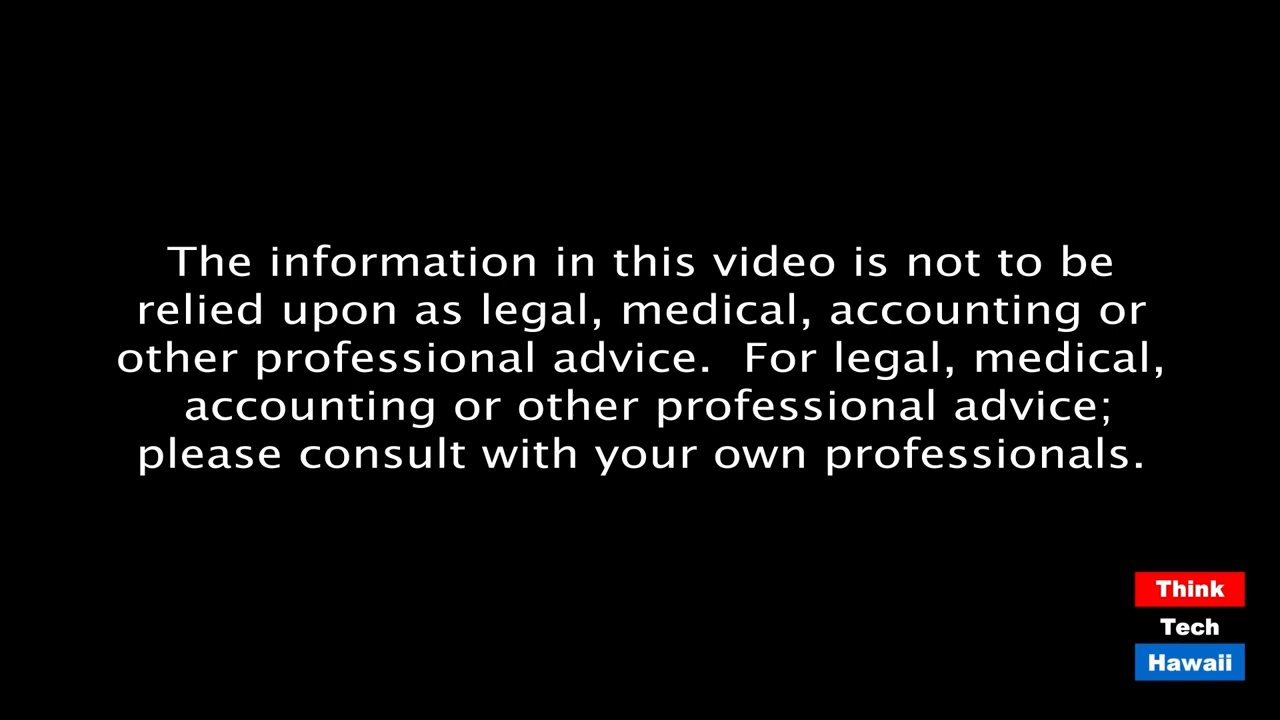 The information in this video is not to be
relied upon as legal, medical, accounting or
other professional advice.  For legal, medical,
accounting or other professional advice;
please consult with your own professionals.
Think
Tech
Hawaii